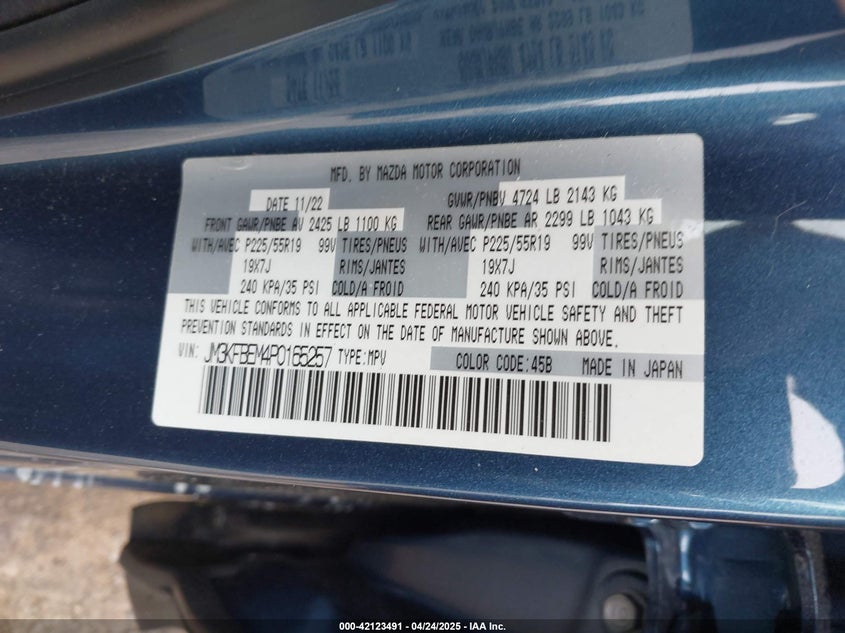 MFD. BY MAZDA MOTOR CORPORATION
DATE 11/22 GVWR/PNBV 4724 LB 2143 KG
FRONT GAWR/PNBE AV 2425 LB 1100 KG REAR GAWR/PNBE AR 2299 LB 1043 KG
WITH/AVEC P225/55R19 99V TIRES/PNEUS WITH/AVEC P225/55R19 99V TIRES/PNEUS
19X7J RIMS/JANTES 19X7J RIMS/JANTES
240 KPA/35 PSI COLD/A FROID 240 KPA/35 PSI COLD/A FROID
THIS VEHICLE CONFORMS TO ALL APPLICABLE FEDERAL MOTOR VEHICLE SAFETY AND THEFT
PREVENTION STANDARDS IN EFFECT ON THE DATE OF MANUFACTURE SHOWN ABOVE.
VIN: JM3KFBEM4P0165257 TYPE:MPV COLOR CODE:45B MADE IN JAPAN
000-42123491 - 04/24/2025 - IAA Inc.